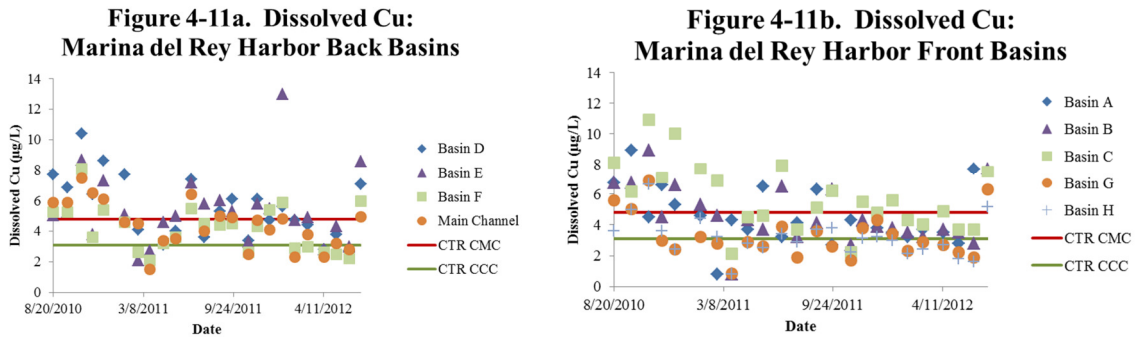 Figure 4-11a. Dissolved Cu:
Marina del Rey Harbor Back Basins
Dissolved Cu (µg/L)
14
12
10
8
6
4
2
0
8/20/2010
3/8/2011
9/24/2011
4/11/2012
Date
Basin D
Basin E
Basin F
Main Channel
CTR CMC
CTR CCC
Figure 4-11b. Dissolved Cu:
Marina del Rey Harbor Front Basins
Dissolved Cu (µg/L)
14
12
10
8
6
4
2
0
8/20/2010
3/8/2011
9/24/2011
4/11/2012
Date
Basin A
Basin B
Basin C
Basin G
Basin H
CTR CMC
CTR CCC